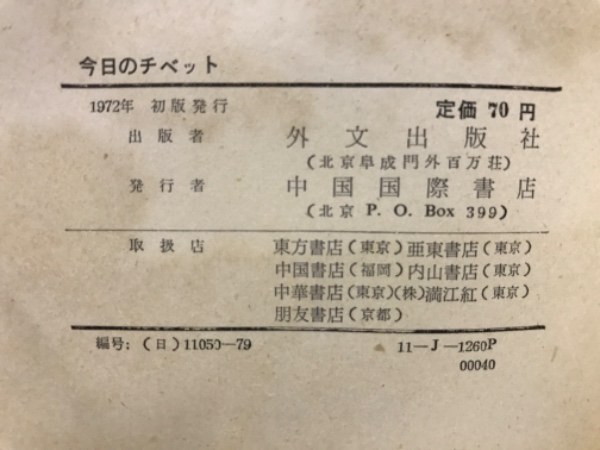 今日のチベット
1972年 初版発行 定価 70 円
出版者 外文出版社
(北京阜成門外百万荘)
発行者 中国国際書店
(北京 P. O. Box 399)
取扱店 東方書店(東京) 亜東書店(東京)
中国書店(福岡) 内山書店(東京)
中華書店(東京) (株)満江紅(東京)
朋友書店(京都)
編号: (日)11050—79 11—J—1260P
00040